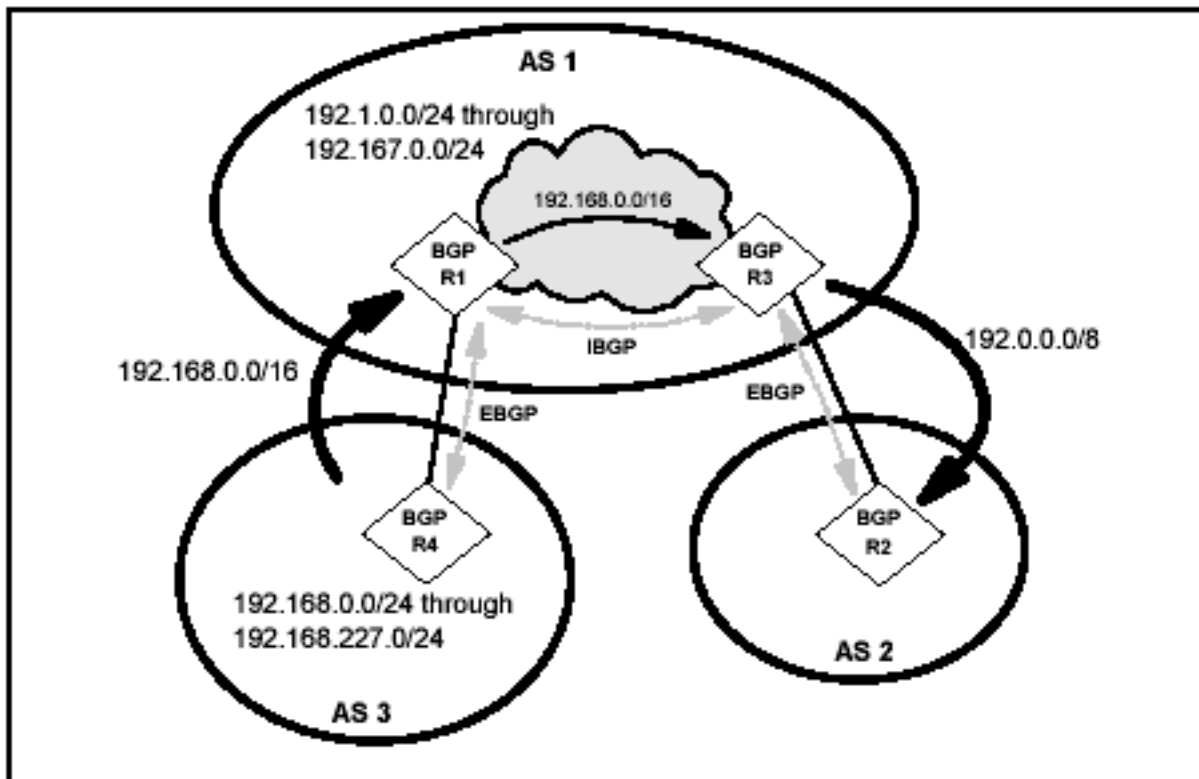 AS 1
192.1.0.0/24 through
192.167.0.0/24
192.168.0.0/16
BGP
R1
BGP
R3
IBGP
192.0.0.0/8
192.168.0.0/16
EBGP
EBGP
BGP
R4
BGP
R2
192.168.0.0/24 through
192.168.227.0/24
AS 2
AS 3